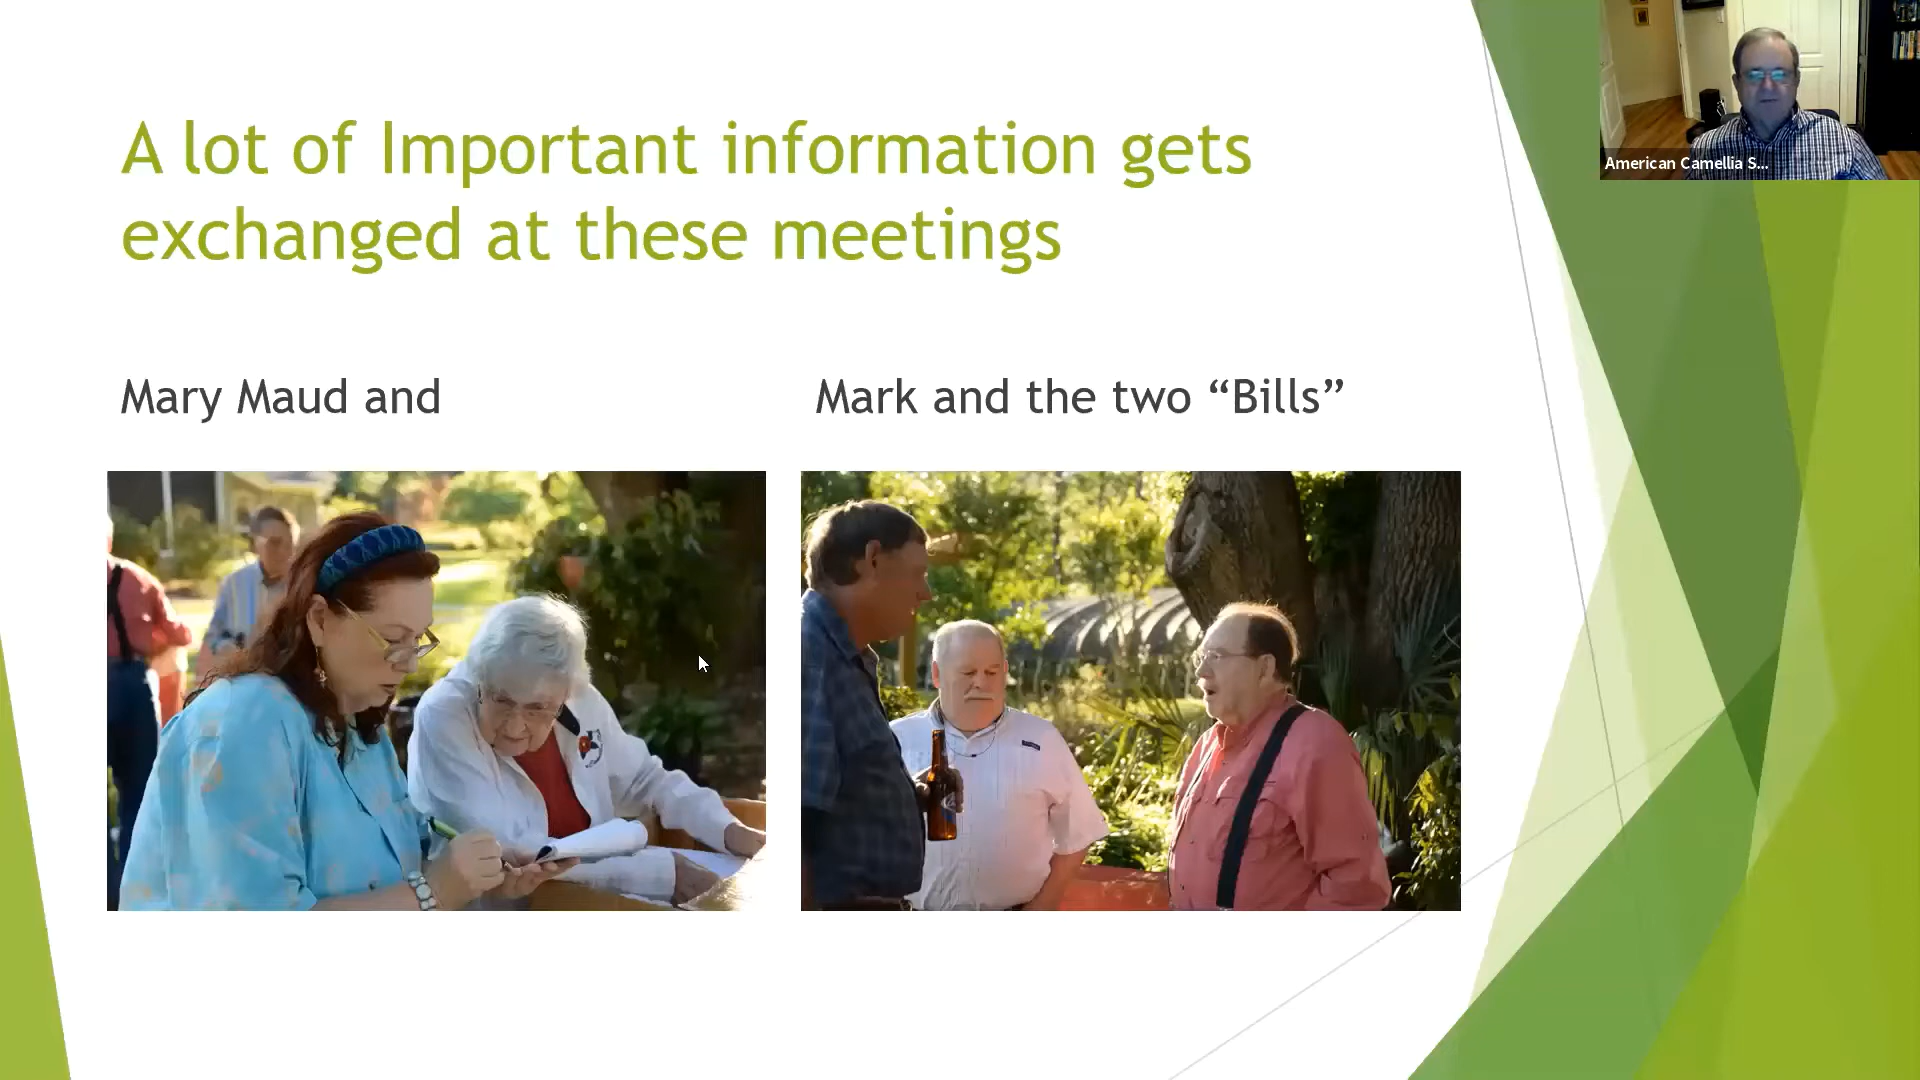 A lot of Important information gets
exchanged at these meetings
Mary Maud and
Mark and the two “Bills”
American Camellia S...